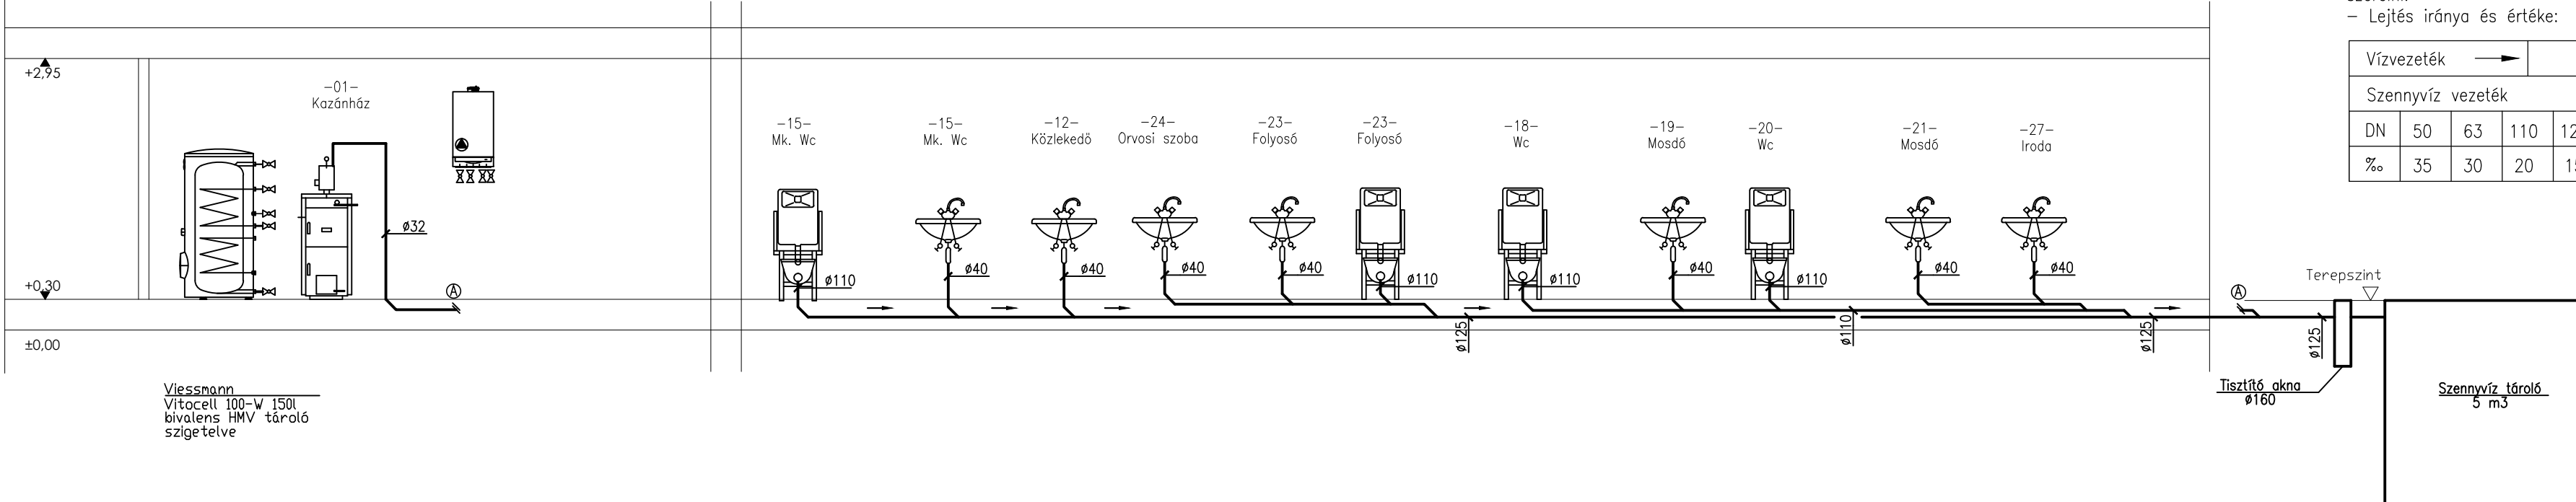 - Lejtés iránya és értéke:
Vízvezeték
Szennyvíz vezeték
DN 50 63 110
‰ 35 30 20
+2,95
+0,30
±0,00
-01-
Kazánház
ø32
A
-15-
Mk. Wc
ø110
-15-
Mk. Wc
ø40
-12-
Közlekedö
ø40
-24-
Orvosi szoba
ø40
-23-
Folyosó
ø40
-23-
Folyosó
ø110
-18-
Wc
ø110
-19-
Mosdó
ø40
-20-
Wc
ø110
-21-
Mosdó
ø40
-27-
Iroda
ø40
ø125
ø110
ø125
A
Terepszint
ø125
Tisztító akna
ø160
Szennyvíz tároló
5 m3
Viessmann
Vitocell 100-W 150l
bivalens HMV tároló
szigetelve